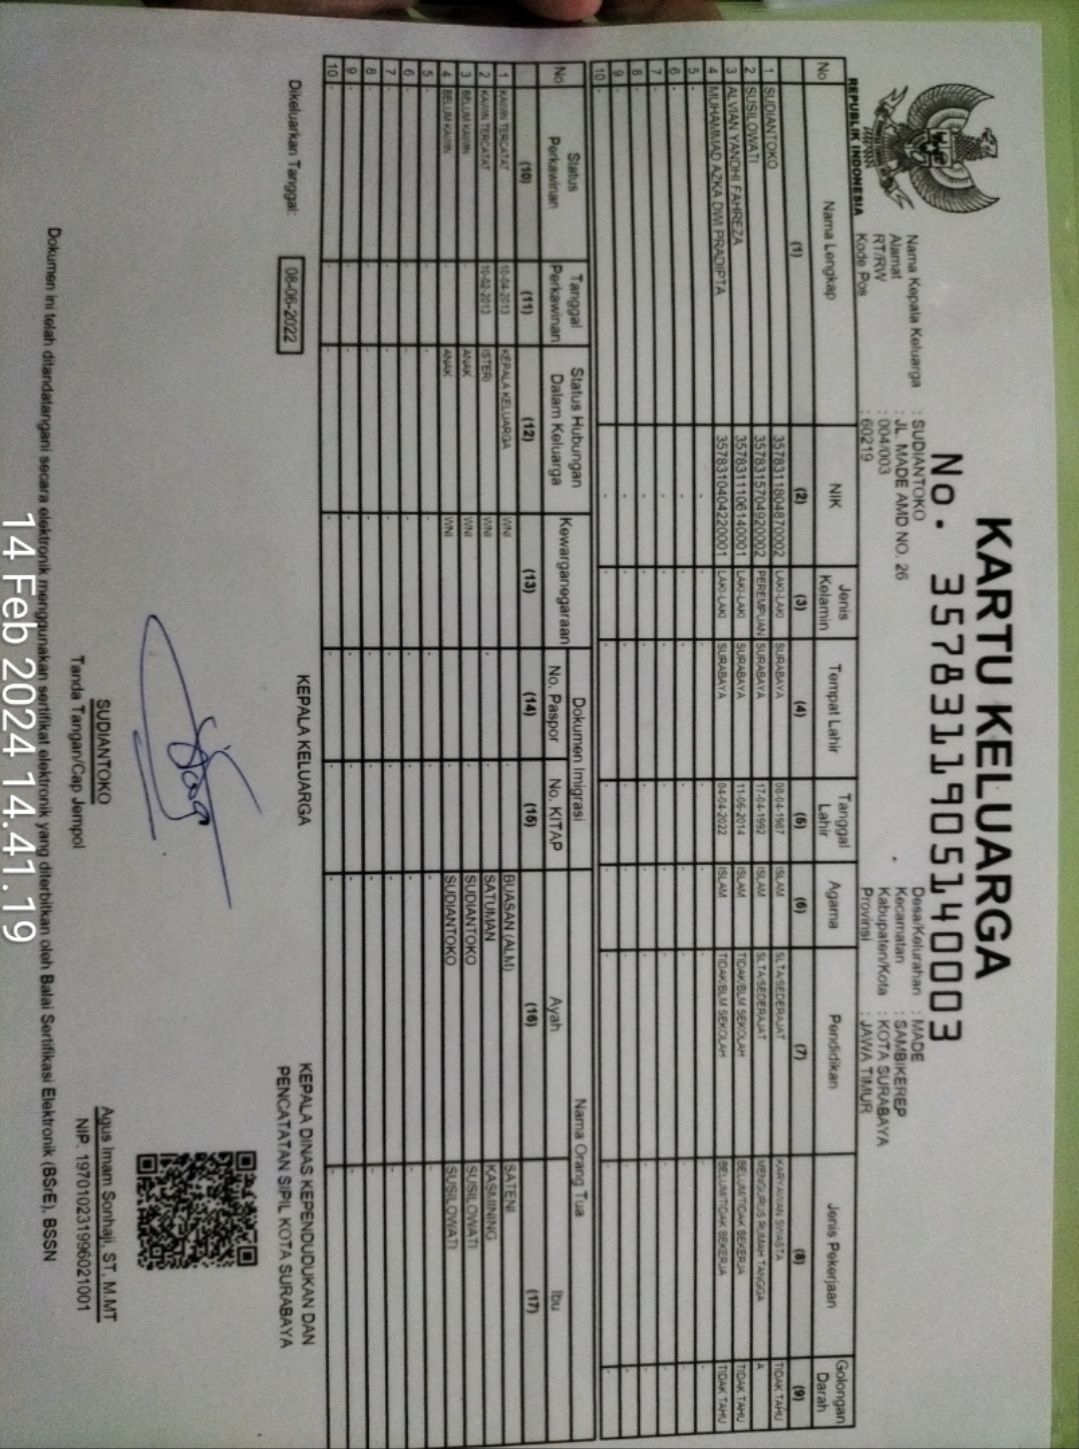 KARTU KELUARGA
No. 3578311905140003
REPUBLIK INDONESIA
Nama Kepala Keluarga : SUDIANTOKO
Alamat : JL. MADE AMD NO. 26
RT/RW : 004/003
Kode Pos : 60219
Desa/Kelurahan : MADE
Kecamatan : SAMBIKEREP
Kabupaten/Kota : KOTA SURABAYA
Provinsi : JAWA TIMUR
No Nama Lengkap NIK Jenis Kelamin Tempat Lahir Tanggal Lahir Agama Pendidikan Jenis Pekerjaan Golongan Darah
(1) (2) (3) (4) (5) (6) (7) (8) (9)
1 SUDIANTOKO 3578311804870002 LAKI-LAKI SURABAYA 08-04-1987 ISLAM SLTA/SEDERAJAT KARYAWAN SWASTA TIDAK TAHU
2 SUSILOWATI 3578315704920002 PEREMPUAN SURABAYA 17-04-1992 ISLAM SLTA/SEDERAJAT MENGURUS RUMAH TANGGA A
3 ALVIAN YANDHI FAHREZA 3578311106140001 LAKI-LAKI SURABAYA 11-06-2014 ISLAM TIDAK/BLM SEKOLAH BELUM/TIDAK BEKERJA TIDAK TAHU
4 MUHAMMAD AZKA DWI PRADIPTA 3578310404220001 LAKI-LAKI SURABAYA 04-04-2022 ISLAM TIDAK/BLM SEKOLAH BELUM/TIDAK BEKERJA TIDAK TAHU
5 - - - - - - - - -
6 - - - - - - - - -
7 - - - - - - - - -
8 - - - - - - - - -
9 - - - - - - - - -
10 - - - - - - - - -
No Status Perkawinan Tanggal Perkawinan Status Hubungan Dalam Keluarga Kewarganegaraan Dokumen Imigrasi Nama Orang Tua
No. Paspor No. KITAP Ayah Ibu
(10) (11) (12) (13) (14) (15) (16) (17)
1 KAWIN TERCATAT 10-04-2013 KEPALA KELUARGA WNI - - BUASAN (ALM) SATENI
2 KAWIN TERCATAT 10-02-2013 ISTERI WNI - - SATUMAN KASMINING
3 BELUM KAWIN - ANAK WNI - - SUDIANTOKO SUSILOWATI
4 BELUM KAWIN - ANAK WNI - - SUDIANTOKO SUSILOWATI
5 - - - - - - - -
6 - - - - - - - -
7 - - - - - - - -
8 - - - - - - - -
9 - - - - - - - -
10 - - - - - - - -
Dikeluarkan Tanggal: 08-06-2022
KEPALA KELUARGA
SUDIANTOKO
Tanda Tangan/Cap Jempol
KEPALA DINAS KEPENDUDUKAN DAN
PENCATATAN SIPIL KOTA SURABAYA
Agus Imam Sonhaji, ST, M.MT
NIP. 197010231996021001
Dokumen ini telah ditandatangani secara elektronik menggunakan sertifikat elektronik yang diterbitkan oleh Balai Sertifikasi Elektronik (BSrE), BSSN
14 Feb 2024 14.41.19